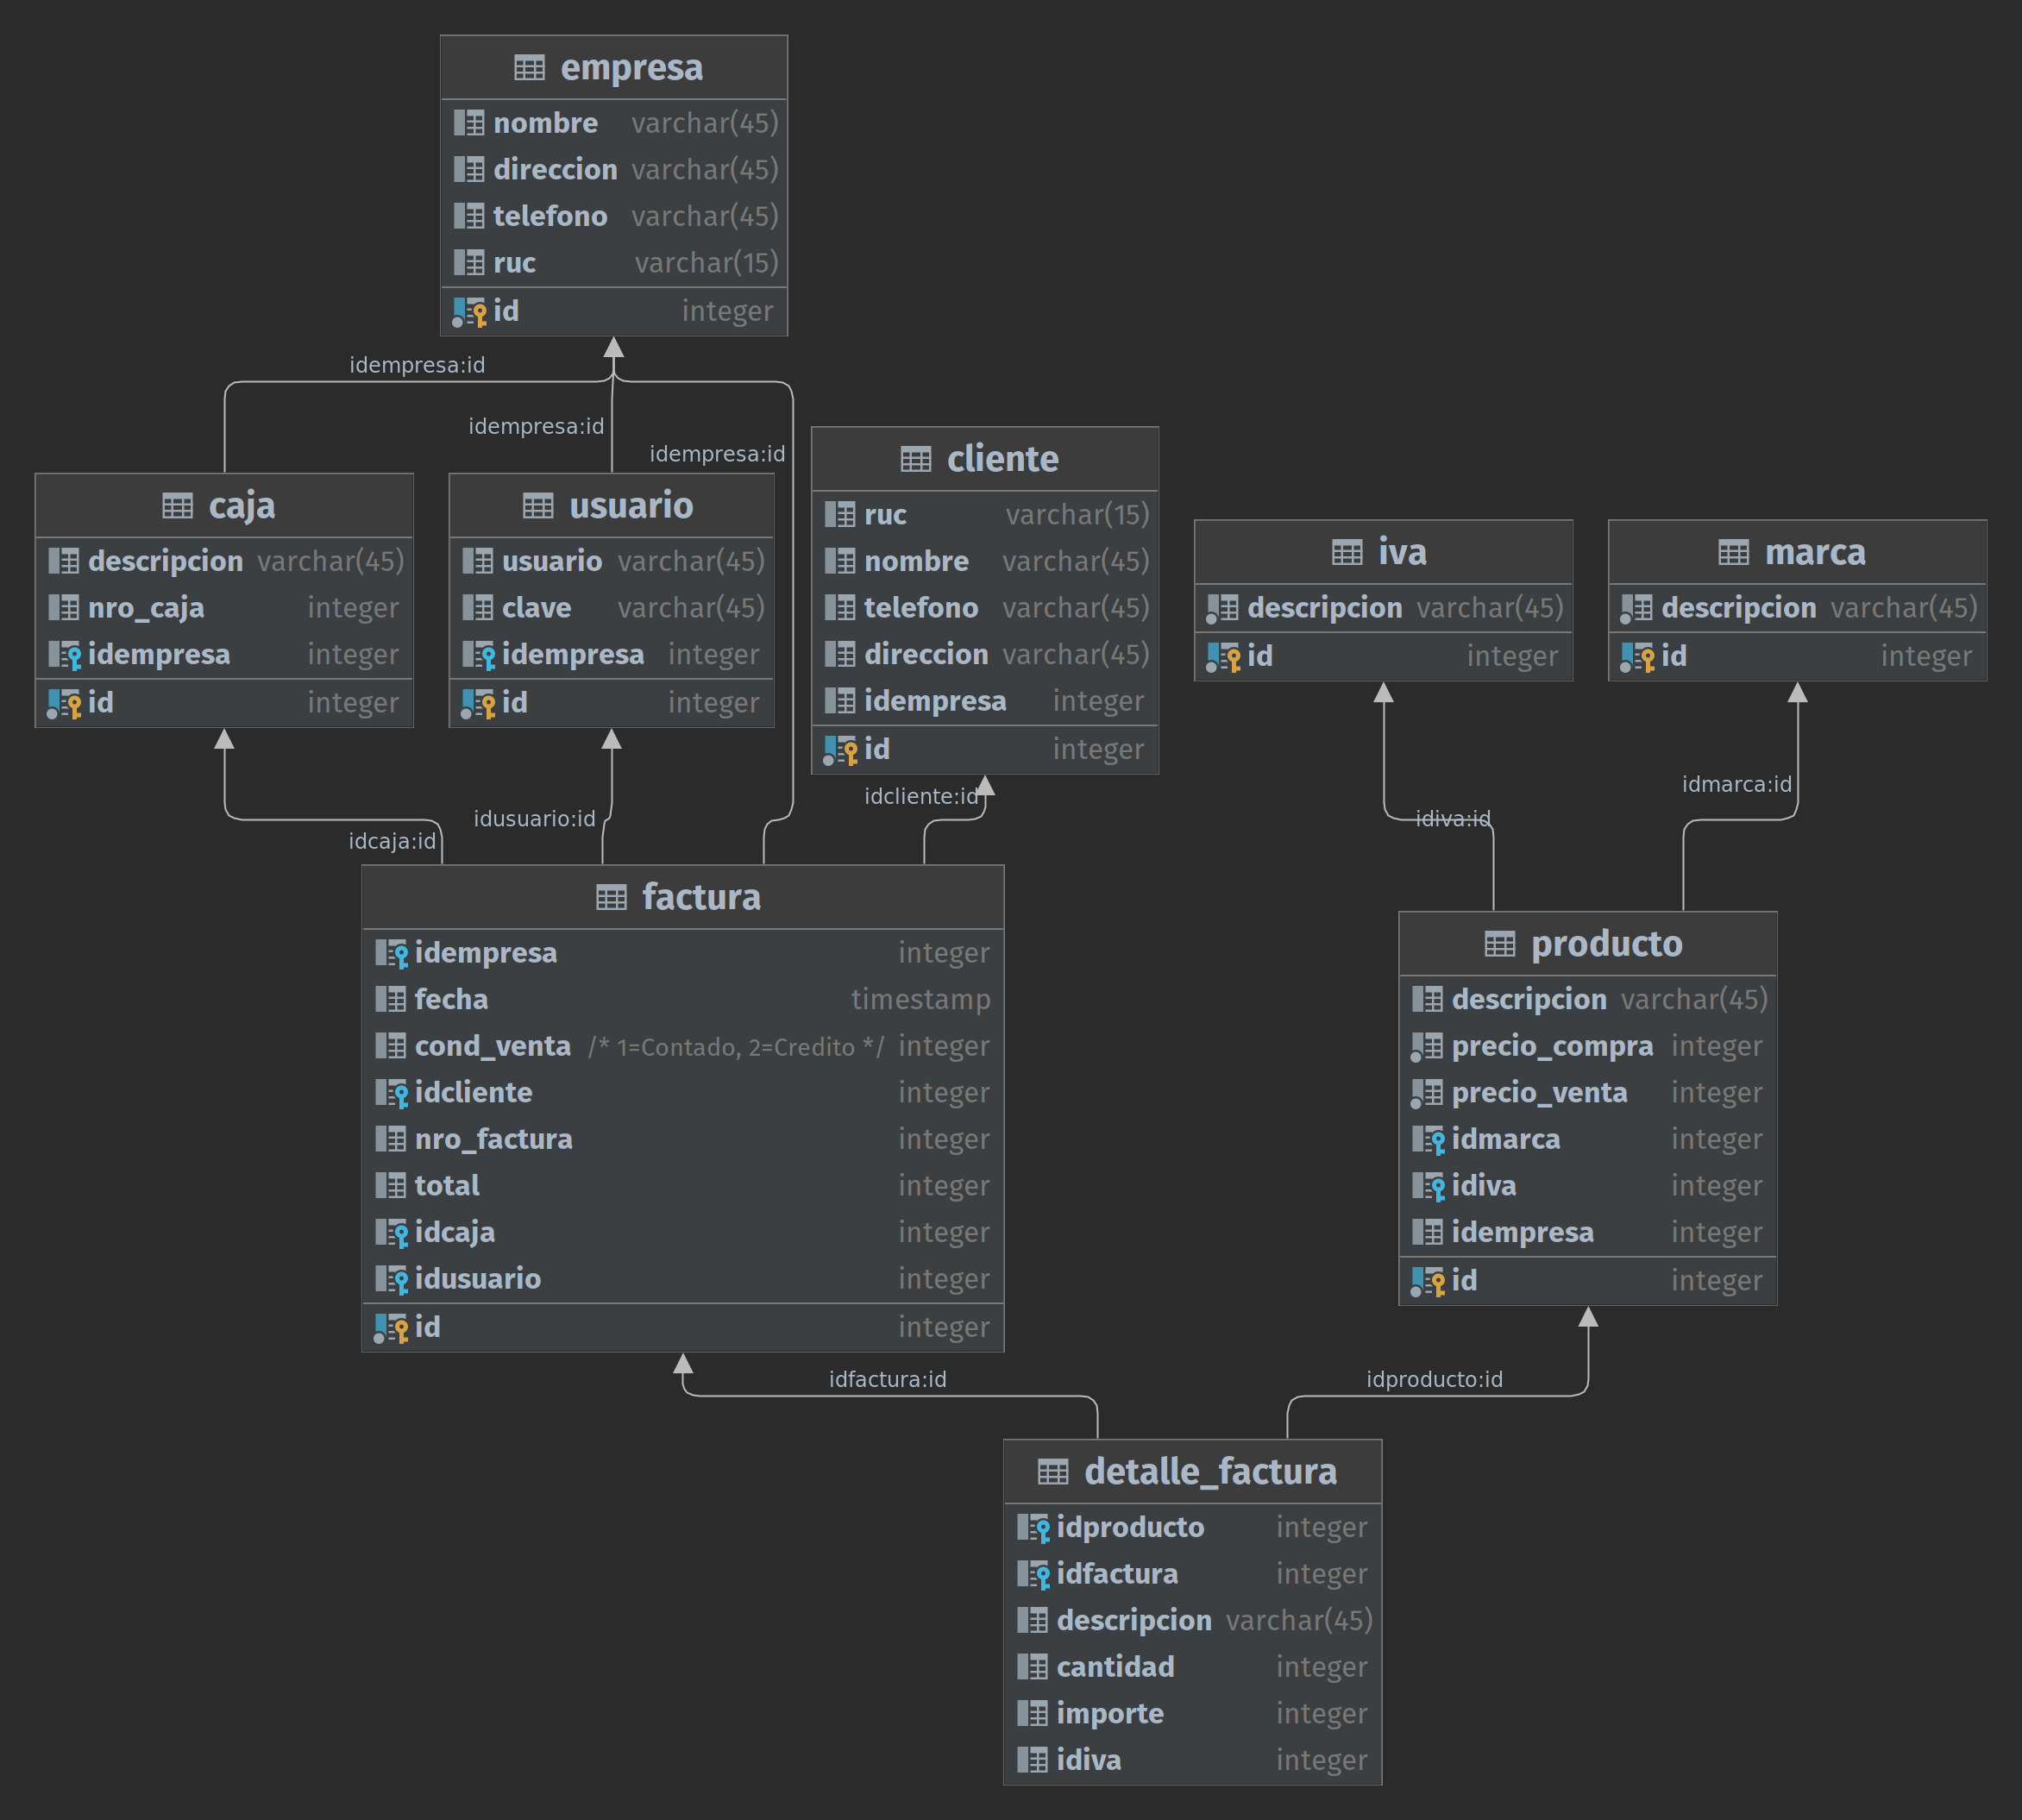 empresa
nombre varchar(45)
direccion varchar(45)
telefono varchar(45)
ruc varchar(15)
id integer
idempresa:id
idempresa:id
idempresa:id
caja
descripcion varchar(45)
nro_caja integer
idempresa integer
id integer
usuario
usuario varchar(45)
clave varchar(45)
idempresa integer
id integer
cliente
ruc varchar(15)
nombre varchar(45)
telefono varchar(45)
direccion varchar(45)
idempresa integer
id integer
iva
descripcion varchar(45)
id integer
marca
descripcion varchar(45)
id integer
idcaja:id
idusuario:id
idcliente:id
idiva:id
idmarca:id
factura
idempresa integer
fecha timestamp
cond_venta /* 1=Contado, 2=Credito */ integer
idcliente integer
nro_factura integer
total integer
idcaja integer
idusuario integer
id integer
producto
descripcion varchar(45)
precio_compra integer
precio_venta integer
idmarca integer
idiva integer
idempresa integer
id integer
idfactura:id
idproducto:id
detalle_factura
idproducto integer
idfactura integer
descripcion varchar(45)
cantidad integer
importe integer
idiva integer